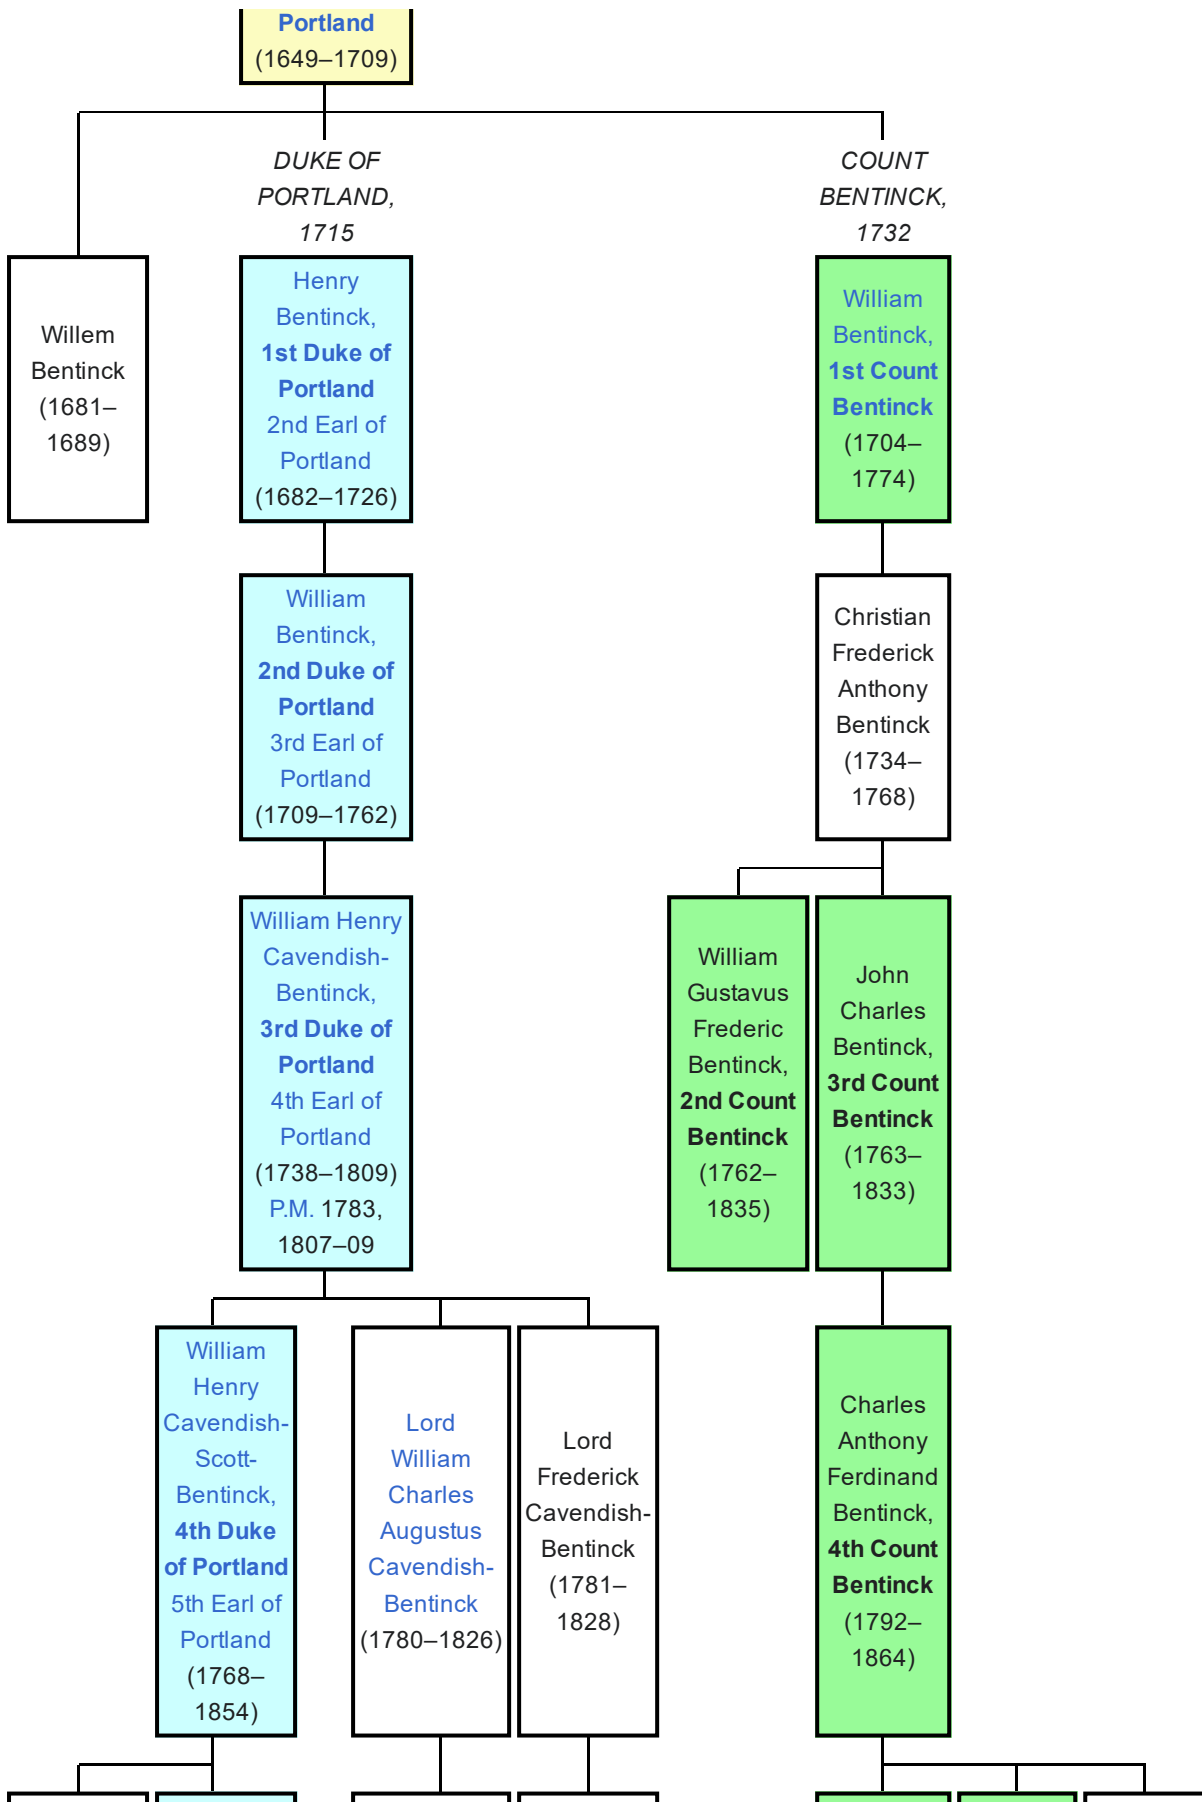 Portland
(1649–1709)
DUKE OF
PORTLAND,
1715
COUNT
BENTINCK,
1732
Willem
Bentinck
(1681–
1689)
Henry
Bentinck,
1st Duke of
Portland
2nd Earl of
Portland
(1682–1726)
William
Bentinck,
1st Count
Bentinck
(1704–
1774)
William
Bentinck,
2nd Duke of
Portland
3rd Earl of
Portland
(1709–1762)
Christian
Frederick
Anthony
Bentinck
(1734–
1768)
William Henry
Cavendish-
Bentinck,
3rd Duke of
Portland
4th Earl of
Portland
(1738–1809)
P.M. 1783,
1807–09
William
Gustavus
Frederic
Bentinck,
2nd Count
Bentinck
(1762–
1835)
John
Charles
Bentinck,
3rd Count
Bentinck
(1763–
1833)
William
Henry
Cavendish-
Scott-
Bentinck,
4th Duke
of Portland
5th Earl of
Portland
(1768–
1854)
Lord
William
Charles
Augustus
Cavendish-
Bentinck
(1780–1826)
Lord
Frederick
Cavendish-
Bentinck
(1781–
1828)
Charles
Anthony
Ferdinand
Bentinck,
4th Count
Bentinck
(1792–
1864)